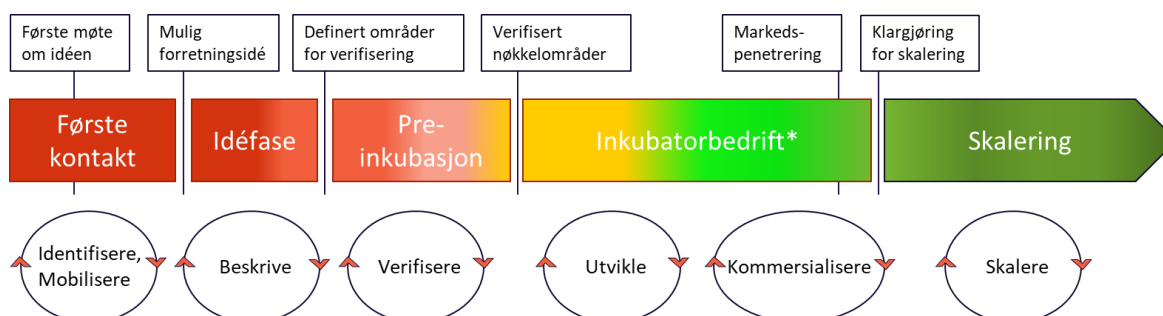 Første møte
om idéen
Mulig
forretningsidé
Definert områder
for verifisering
Verifisert
nøkkelområder
Markeds-
penetrering
Klargjøring
for skalering
Første
kontakt
Idéfase
Pre-
inkubasjon
Inkubatorbedrift*
Skalering
Identifisere,
Mobilisere
Beskrive
Verifisere
Utvikle
Kommersialisere
Skalere